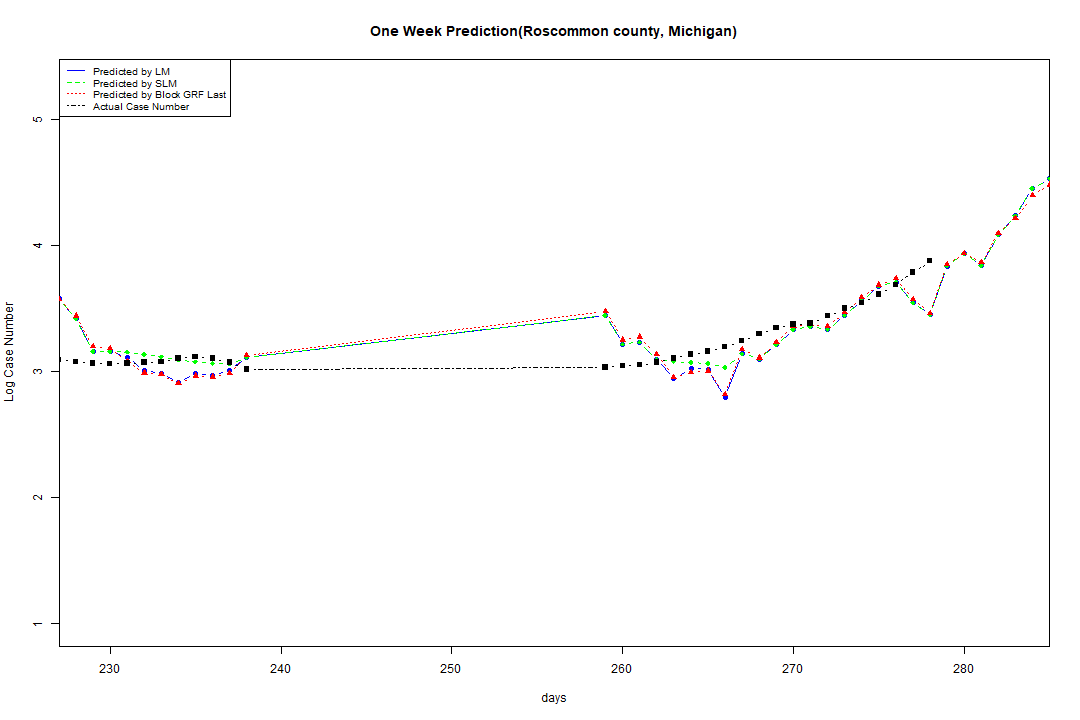 One Week Prediction(Roscommon county, Michigan)
Predicted by LM
Predicted by SLM
Predicted by Block GRF Last
Actual Case Number
5
4
3
2
1
Log Case Number
230 240 250 260 270 280
days